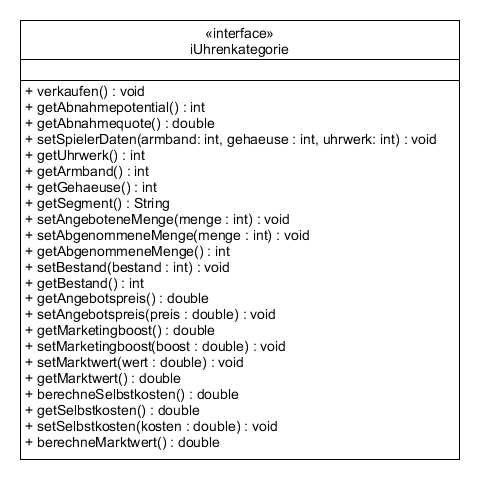 «interface»
iUhrenkategorie
+ verkaufen() : void
+ getAbnahmepotential() : int
+ getAbnahmequote() : double
+ setSpielerDaten(armband: int, gehaeuse : int, uhrwerk: int) : void
+ getUhrwerk() : int
+ getArmband() : int
+ getGehaeuse() : int
+ getSegment() : String
+ setAngeboteneMenge(menge : int) : void
+ setAbgenommeneMenge(menge : int) : void
+ getAbgenommeneMenge() : int
+ setBestand(bestand : int) : void
+ getBestand() : int
+ getAngebotspreis() : double
+ setAngebotspreis(preis : double) : void
+ getMarketingboost() : double
+ setMarketingboost(boost : double) : void
+ setMarktwert(wert : double) : void
+ getMarktwert() : double
+ berechneSelbstkosten() : double
+ getSelbstkosten() : double
+ setSelbstkosten(kosten : double) : void
+ berechneMarktwert() : double